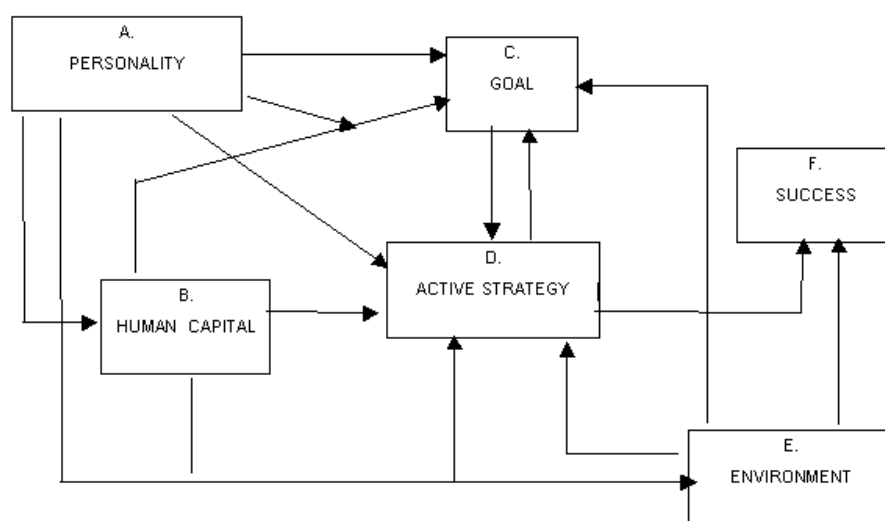 A.
PERSONALITY
C.
GOAL
F.
SUCCESS
D.
ACTIVE STRATEGY
B.
HUMAN CAPITAL
E.
ENVIRONMENT